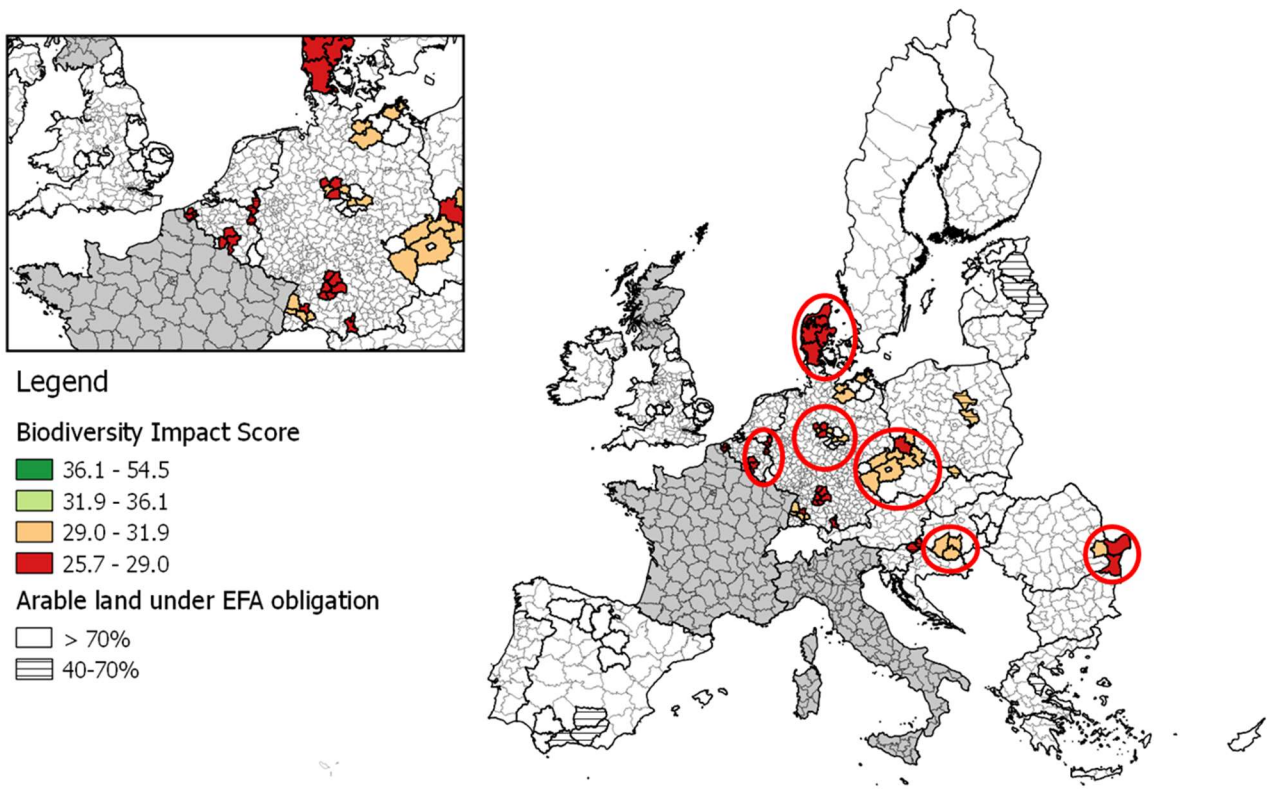 Legend
Biodiversity Impact Score
36.1 - 54.5
31.9 - 36.1
29.0 - 31.9
25.7 - 29.0
Arable land under EFA obligation
> 70%
40-70%